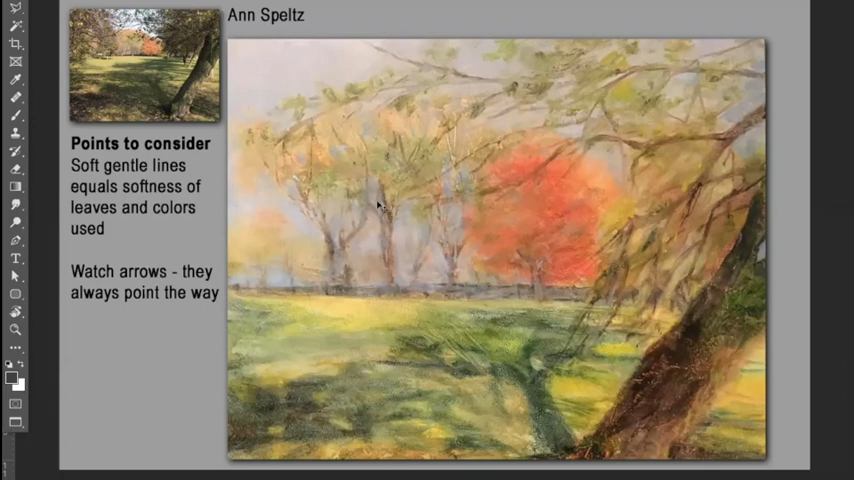 Ann Speltz
Points to consider
Soft gentle lines
equals softness of
leaves and colors
used
Watch arrows - they
always point the way